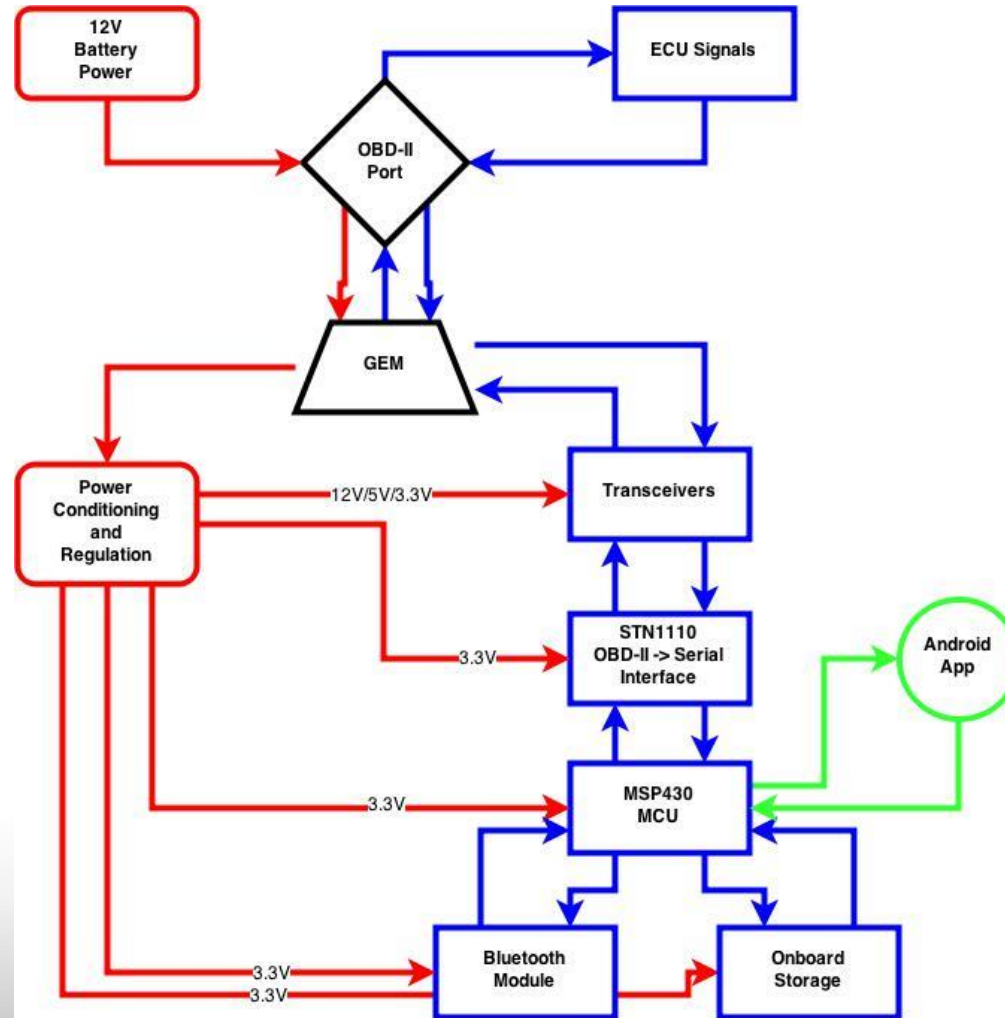 12V
Battery
Power
ECU Signals
OBD-II
Port
GEM
Power
Conditioning
and
Regulation
12V/5V/3.3V
Transceivers
STN1110
OBD-II -> Serial
Interface
3.3V
Android
App
MSP430
MCU
3.3V
Bluetooth
Module
Onboard
Storage
3.3V
3.3V